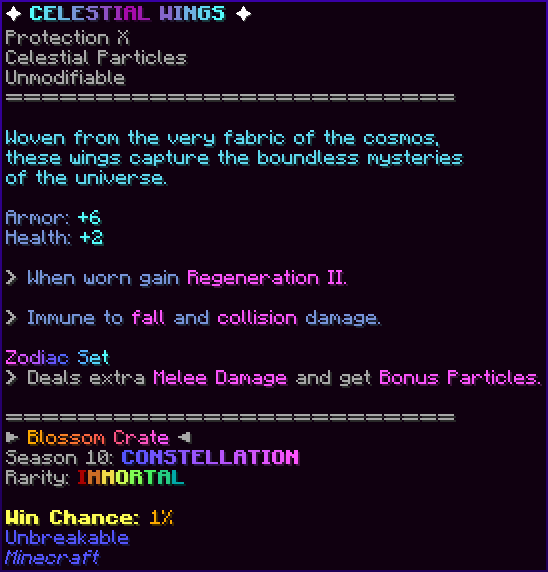 ✦ CELESTIAL WINGS ✦
Protection X
Celestial Particles
Unmodifiable
==========================
Woven from the very fabric of the cosmos,
these wings capture the boundless mysteries
of the universe.
Armor: +6
Health: +2
> When worn gain Regeneration II.
> Immune to fall and collision damage.
Zodiac Set
> Deals extra Melee Damage and get Bonus Particles.
==========================
► Blossom Crate ◄
Season 10: CONSTELLATION
Rarity: IMMORTAL
Win Chance: 1%
Unbreakable
Minecraft